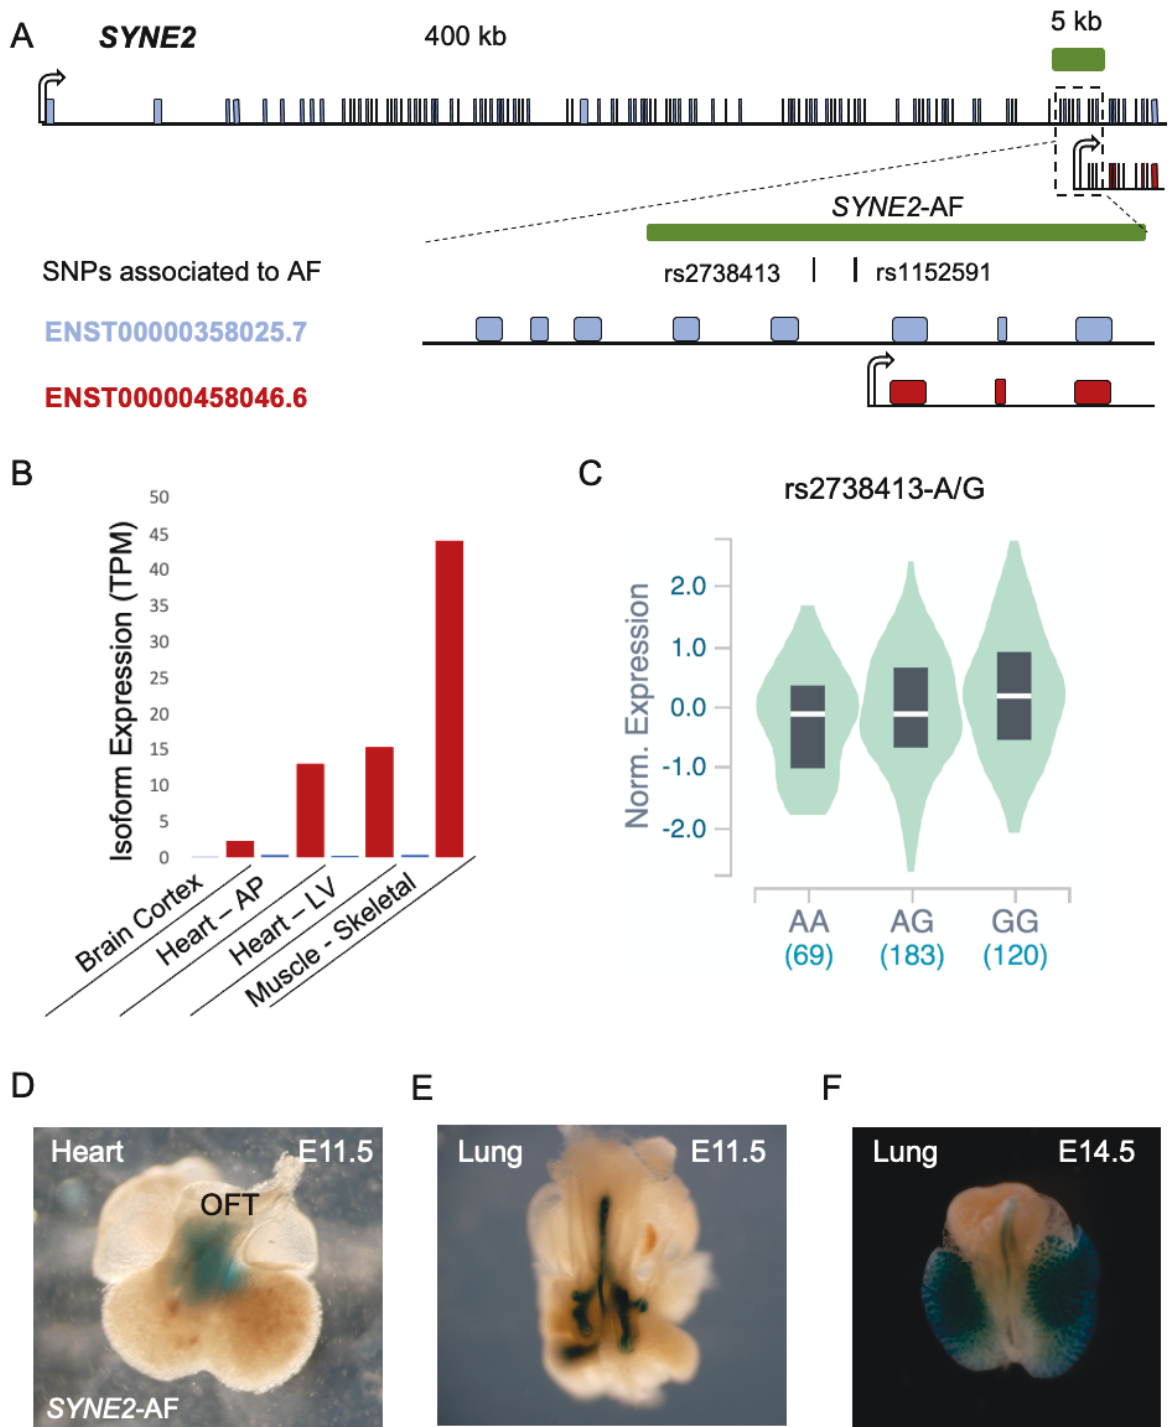 A
SYNE2
400 kb
5 kb
SYNE2-AF
SNPs associated to AF
rs2738413
rs1152591
ENST00000358025.7
ENST00000458046.6
B
Isoform Expression (TPM)
50
45
40
35
30
25
20
15
10
5
0
Brain Cortex
Heart – AP
Heart – LV
Muscle - Skeletal
C
rs2738413-A/G
Norm. Expression
2.0
1.0
0.0
-1.0
-2.0
AA
AG
GG
(69)
(183)
(120)
D
Heart
E11.5
OFT
SYNE2-AF
E
Lung
E11.5
F
Lung
E14.5